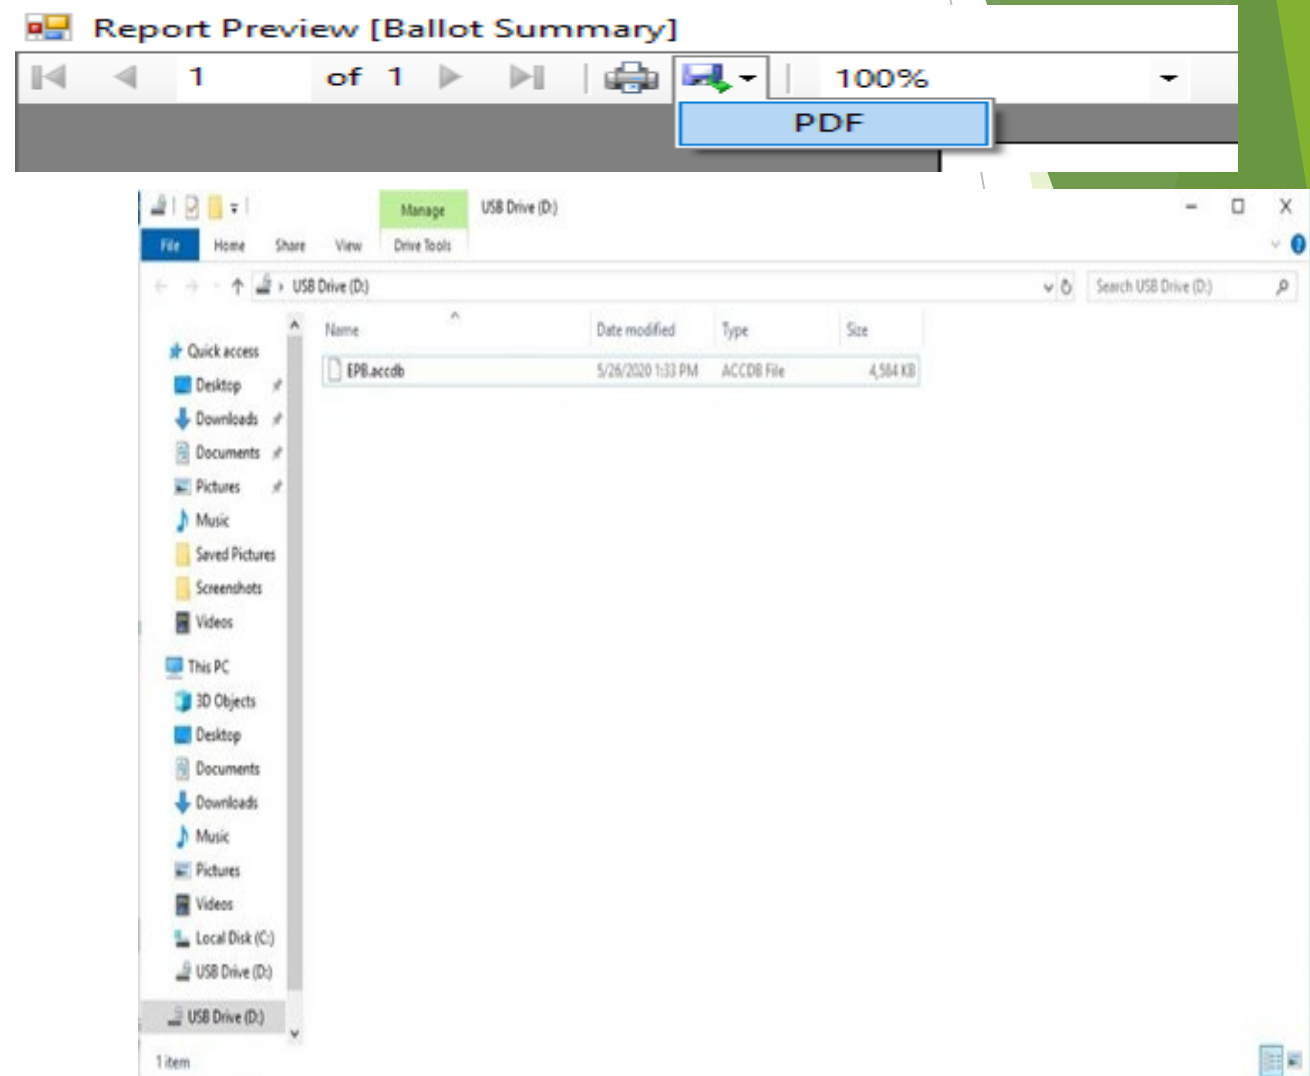 Report Preview [Ballot Summary]
1 of 1 100%
PDF
Manage USB Drive (D:)
File Home Share View Drive Tools
USB Drive (D:) Search USB Drive (D:)
Name Date modified Type Size
Quick access
EPB.accdb 5/26/2020 1:33 PM ACCDB File 4,584 KB
Desktop
Downloads
Documents
Pictures
Music
Saved Pictures
Screenshots
Videos
This PC
3D Objects
Desktop
Documents
Downloads
Music
Pictures
Videos
Local Disk (C:)
USB Drive (D:)
USB Drive (D:)
1 item